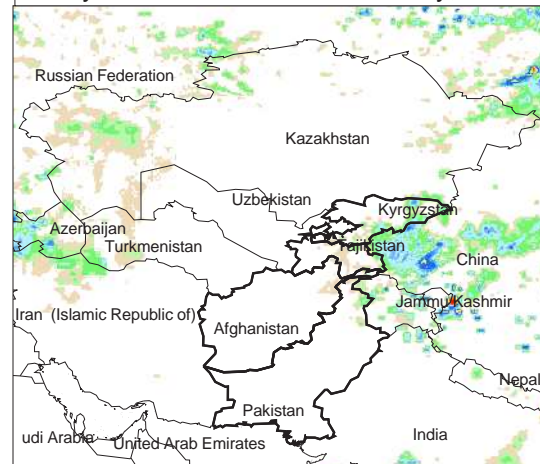 Russian Federation
Kazakhstan
Uzbekistan
Kyrgyzstan
Azerbaijan
Turkmenistan
Tajikistan
China
Jammu Kashmir
Iran (Islamic Republic of)
Afghanistan
Nepal
Pakistan
udi Arabia
United Arab Emirates
India